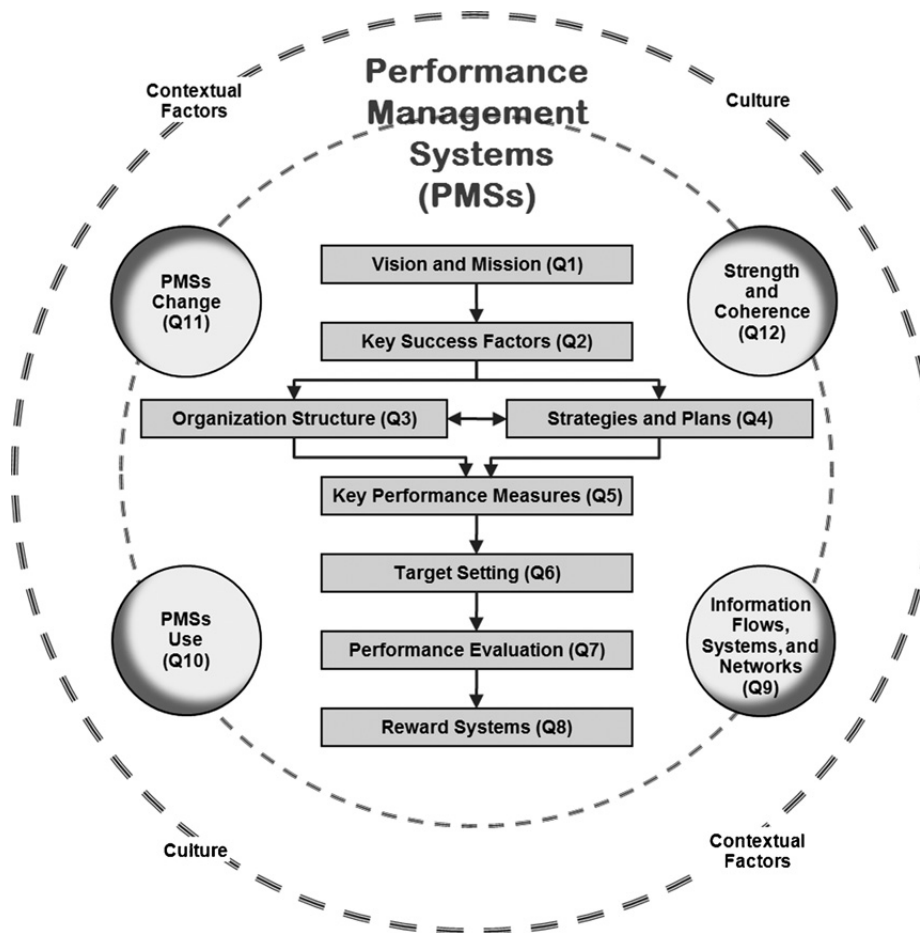 Performance
Management
Systems
(PMSs)
Contextual
Factors
Culture
PMSs
Change
(Q11)
Vision and Mission (Q1)
Strength
and
Coherence
(Q12)
Key Success Factors (Q2)
Organization Structure (Q3)
Strategies and Plans (Q4)
Key Performance Measures (Q5)
Target Setting (Q6)
PMSs
Use
(Q10)
Information
Flows,
Systems, and
Networks
(Q9)
Performance Evaluation (Q7)
Reward Systems (Q8)
Culture
Contextual
Factors